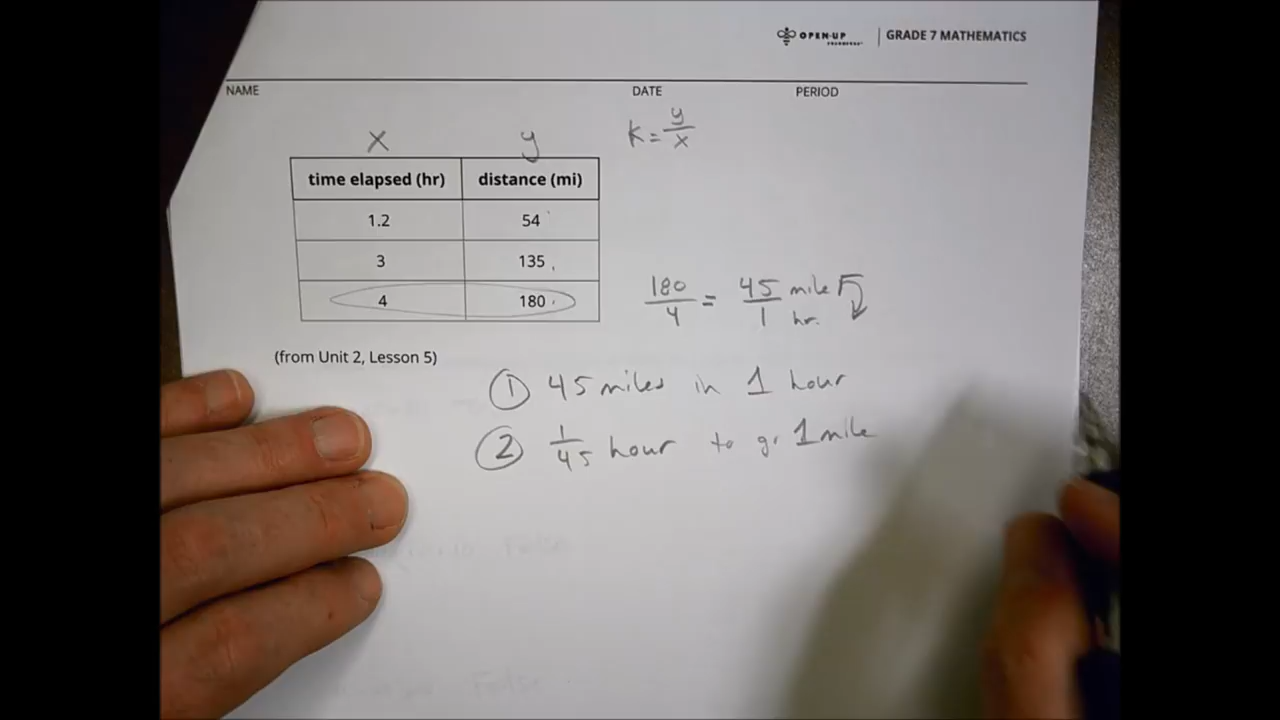 OPEN-UP GRADE 7 MATHEMATICS
NAME DATE PERIOD
x y k = y/x
time elapsed (hr) distance (mi)
1.2 54
3 135
4 180
180/4 = 45/1 mile/hr.
(from Unit 2, Lesson 5)
① 45 miles in 1 hour
② 1/45 hour to go 1 mile